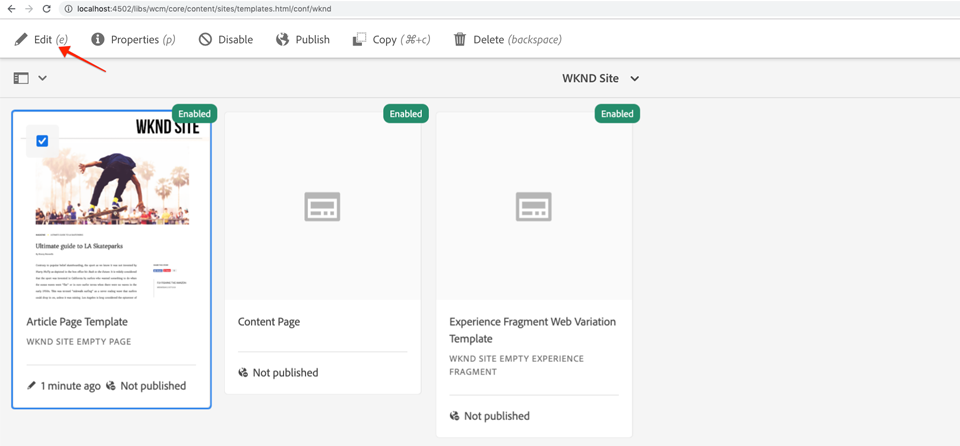 localhost:4502/libs/wcm/core/content/sites/templates.html/conf/wknd
Edit (e) Properties (p) Disable Publish Copy (⌘+c) Delete (backspace)
WKND Site
Enabled Enabled Enabled
WKND SITE
Ultimate guide to LA Skateparks
Article Page Template
WKND SITE EMPTY PAGE
1 minute ago Not published
Content Page
Not published
Experience Fragment Web Variation
Template
WKND SITE EMPTY EXPERIENCE
FRAGMENT
Not published